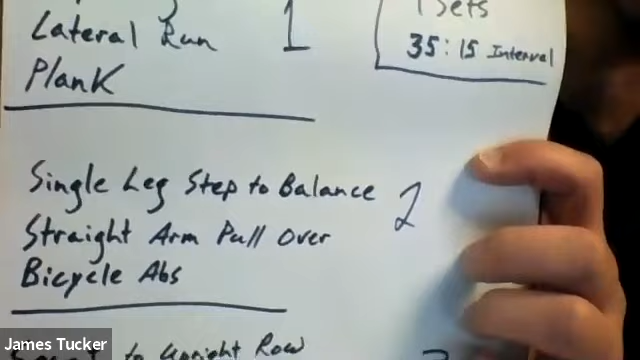 Sets
35:15 Interval
Lateral Run 1
Plank
Single Leg Step to Balance
Straight Arm Pull Over 2
Bicycle Abs
to Upright Row
James Tucker